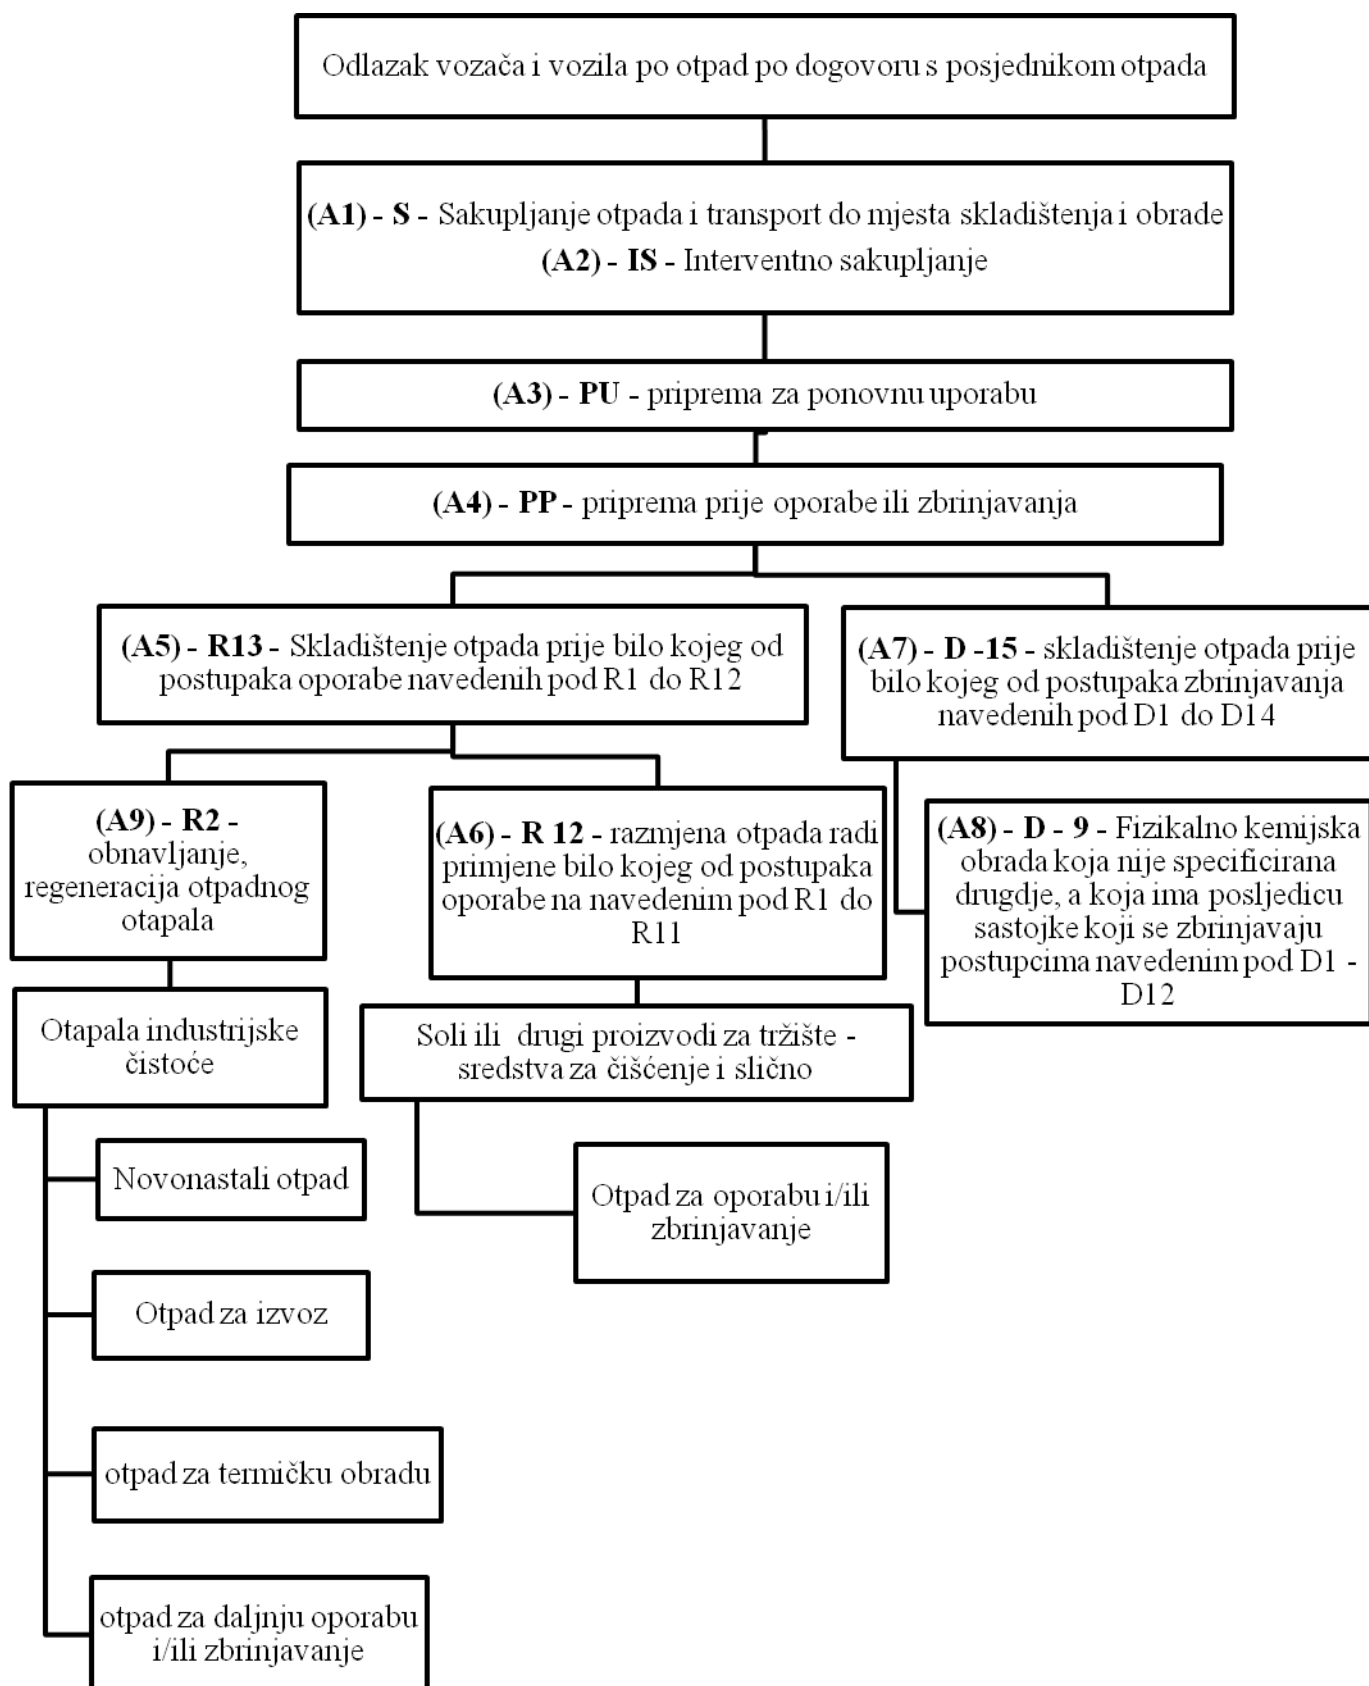 Odlazak vozača i vozila po otpad po dogovoru s posjednikom otpada
(A1) - S - Sakupljanje otpada i transport do mjesta skladištenja i obrade
(A2) - IS - Interventno sakupljanje
(A3) - PU - priprema za ponovnu uporabu
(A4) - PP - priprema prije oporabe ili zbrinjavanja
(A5) - R13 - Skladištenje otpada prije bilo kojeg od
postupaka oporabe navedenih pod R1 do R12
(A7) - D -15 - skladištenje otpada prije
bilo kojeg od postupaka zbrinjavanja
navedenih pod D1 do D14
(A9) - R2 -
obnavljanje,
regeneracija otpadnog
otapala
(A6) - R 12 - razmjena otpada radi
primjene bilo kojeg od postupaka
oporabe na navedenim pod R1 do
R11
(A8) - D - 9 - Fizikalno kemijska
obrada koja nije specificirana
drugdje, a koja ima posljedicu
sastojke koji se zbrinjavaju
postupcima navedenim pod D1 -
D12
Otapala industrijske
čistoće
Soli ili drugi proizvodi za tržište -
sredstva za čišćenje i slično
Novonastali otpad
Otpad za oporabu i/ili
zbrinjavanje
Otpad za izvoz
otpad za termičku obradu
otpad za daljnju oporabu
i/ili zbrinjavanje